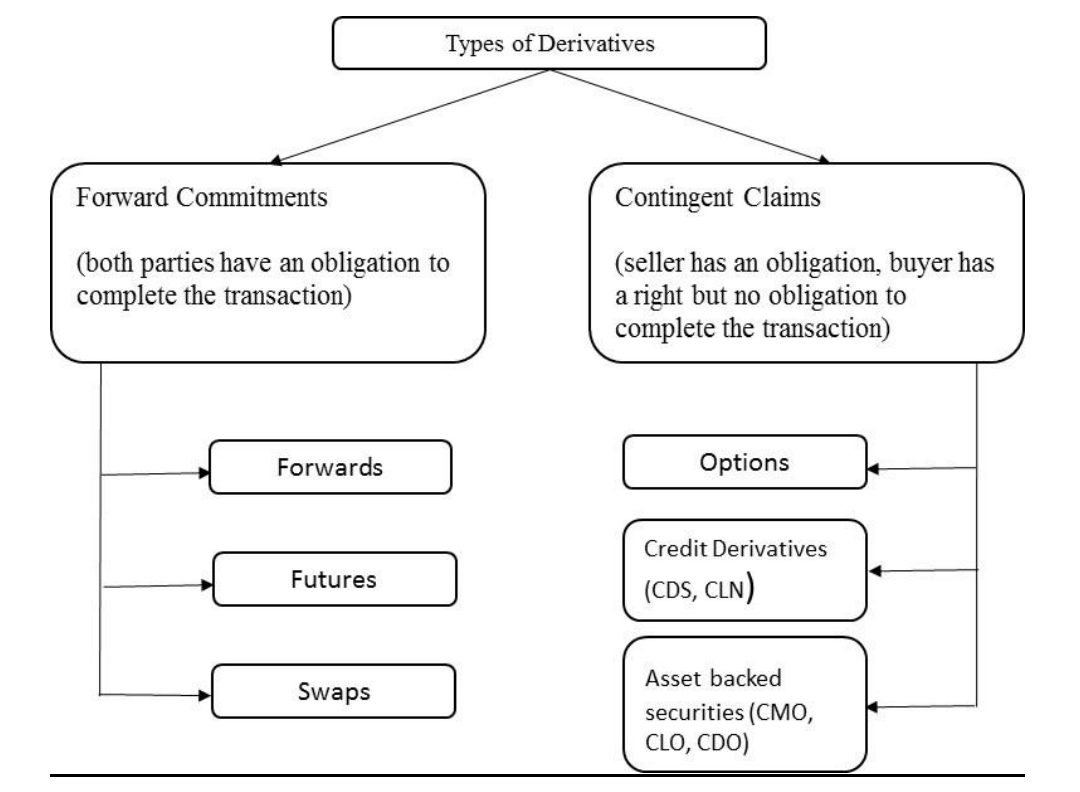 Types of Derivatives
Forward Commitments
(both parties have an obligation to
complete the transaction)
Contingent Claims
(seller has an obligation, buyer has
a right but no obligation to
complete the transaction)
Forwards
Futures
Swaps
Options
Credit Derivatives
(CDS, CLN)
Asset backed
securities (CMO,
CLO, CDO)